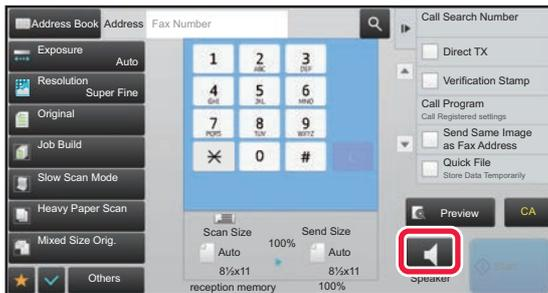 Address Book Address Fax Number
Call Search Number
Exposure
Auto
Direct TX
Resolution
Super Fine
Verification Stamp
Original
Call Program
Call Registered settings
Job Build
Send Same Image
as Fax Address
Slow Scan Mode
Quick File
Store Data Temporarily
Heavy Paper Scan
Mixed Size Orig.
Others
1 2 3
ABC DEF
4 5 6
GHI JKL MNO
7 8 9
PQRS TUV WXYZ
0 #
Scan Size Send Size
100%
Auto Auto
8½x11 8½x11
reception memory 100%
Preview CA
Speaker
Start